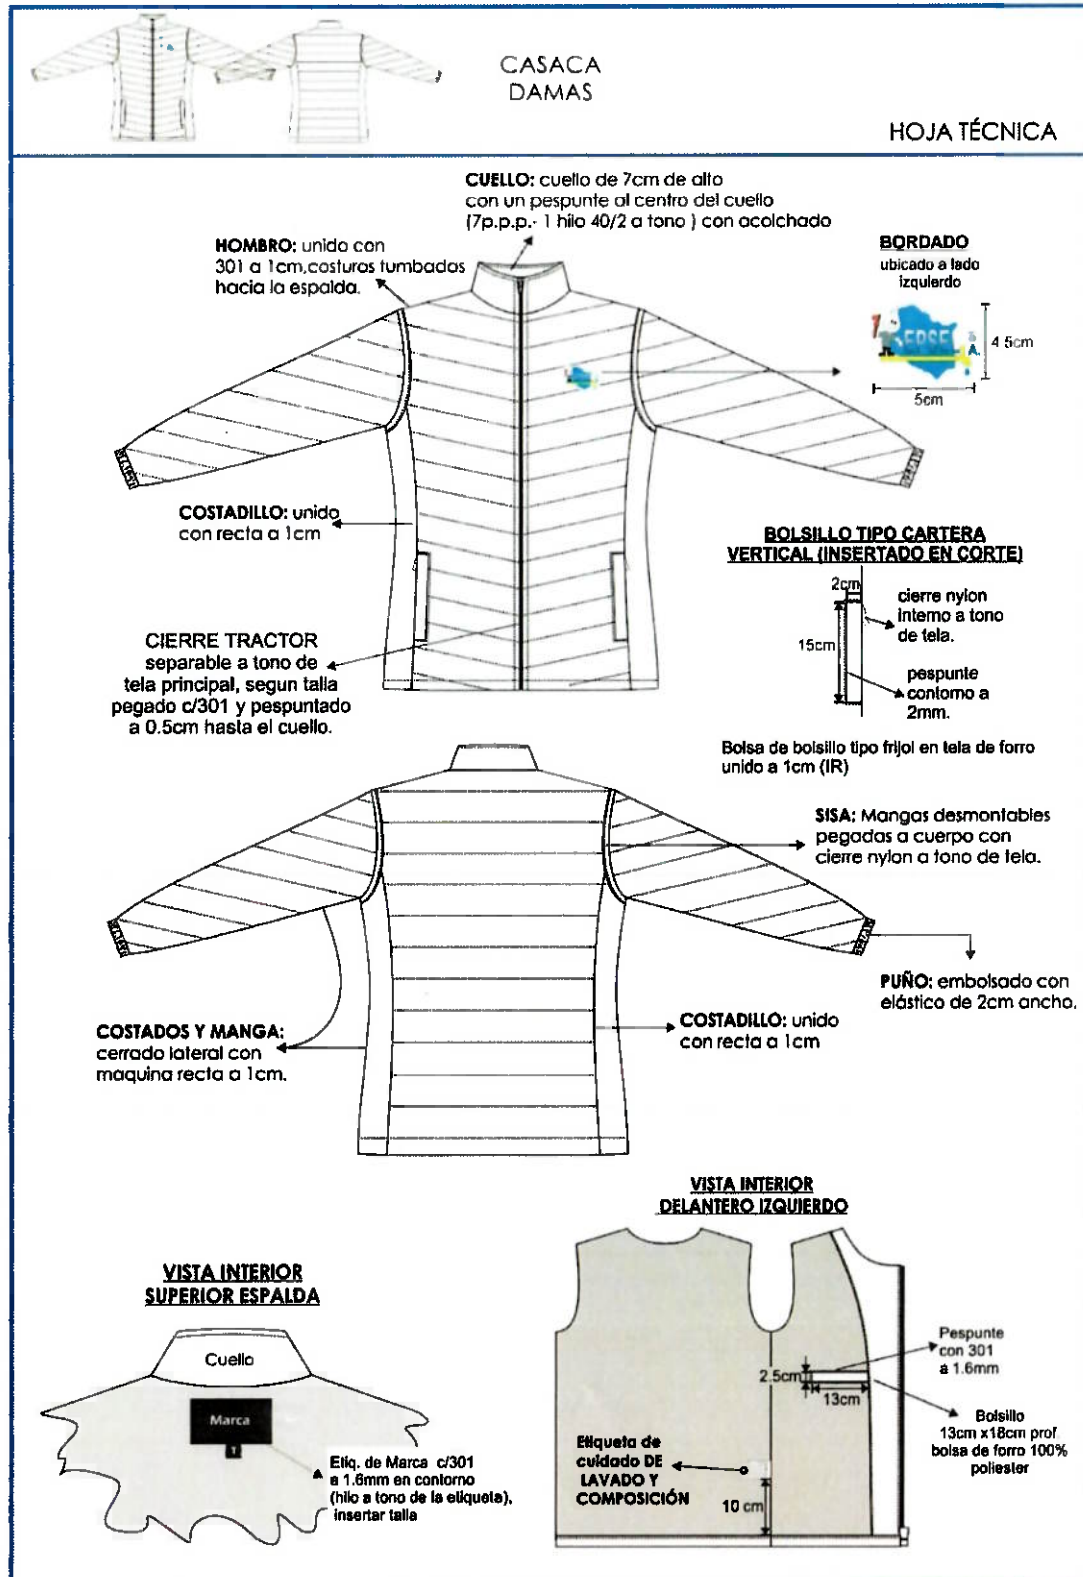 CASACA
DAMAS
HOJA TÉCNICA
CUELLO: cuello de 7cm de alto
con un pespunte al centro del cuello
(7p.p.p.- 1 hilo 40/2 a tono ) con acolchado
HOMBRO: unido con
301 a 1cm,costuras tumbadas
hacia la espalda.
BORDADO
ubicado a lado
izquierdo
EPSE
4 5cm
5cm
COSTADILLO: unido
con recta a 1cm
BOLSILLO TIPO CARTERA
VERTICAL (INSERTADO EN CORTE)
2cm
cierre nylon
interno a tono
de tela.
15cm
pespunte
contorno a
2mm.
CIERRE TRACTOR
separable a tono de
tela principal, segun talla
pegado c/301 y pespuntado
a 0.5cm hasta el cuello.
Bolsa de bolsillo tipo frijol en tela de forro
unido a 1cm (IR)
SISA: Mangas desmontables
pegadas a cuerpo con
cierre nylon a tono de tela.
PUÑO: embolsado con
elástico de 2cm ancho.
COSTADOS Y MANGA:
cerrado lateral con
maquina recta a 1cm.
COSTADILLO: unido
con recta a 1cm
VISTA INTERIOR
DELANTERO IZQUIERDO
VISTA INTERIOR
SUPERIOR ESPALDA
Cuello
Marca
T
Etiq. de Marca c/301
a 1.6mm en contorno
(hilo a tono de la etiqueta),
insertar talla
Pespunte
con 301
a 1.6mm
2.5cm
13cm
Bolsillo
13cm x18cm prof
bolsa de forro 100%
poliester
Etiqueta de
cuidado DE
LAVADO Y
COMPOSICIÓN
10 cm